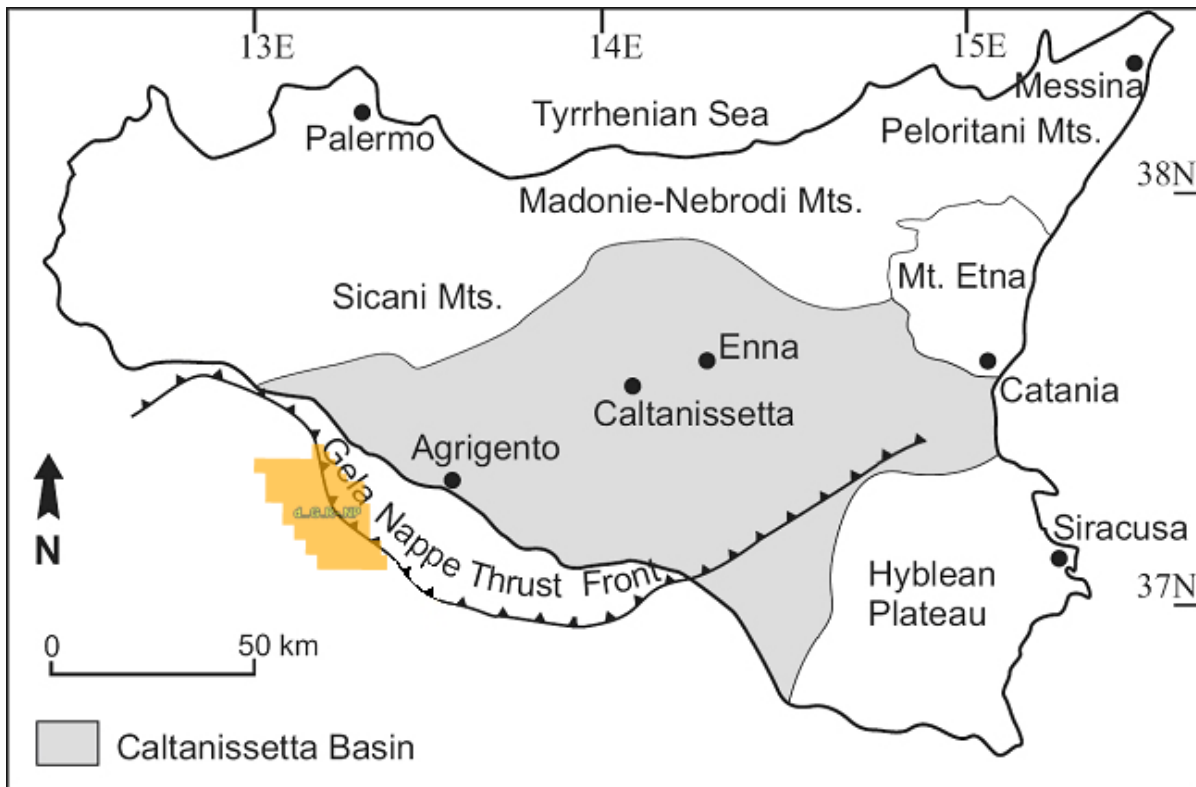 13E
14E
15E
Messina
Palermo
Tyrrhenian Sea
Peloritani Mts.
38N
Madonie-Nebrodi Mts.
Mt. Etna
Sicani Mts.
Enna
Catania
Caltanissetta
Agrigento
Gela Nappe Thrust Front
d..G.R-.NP
N
Siracusa
Hyblean
Plateau
37N
0
50 km
Caltanissetta Basin